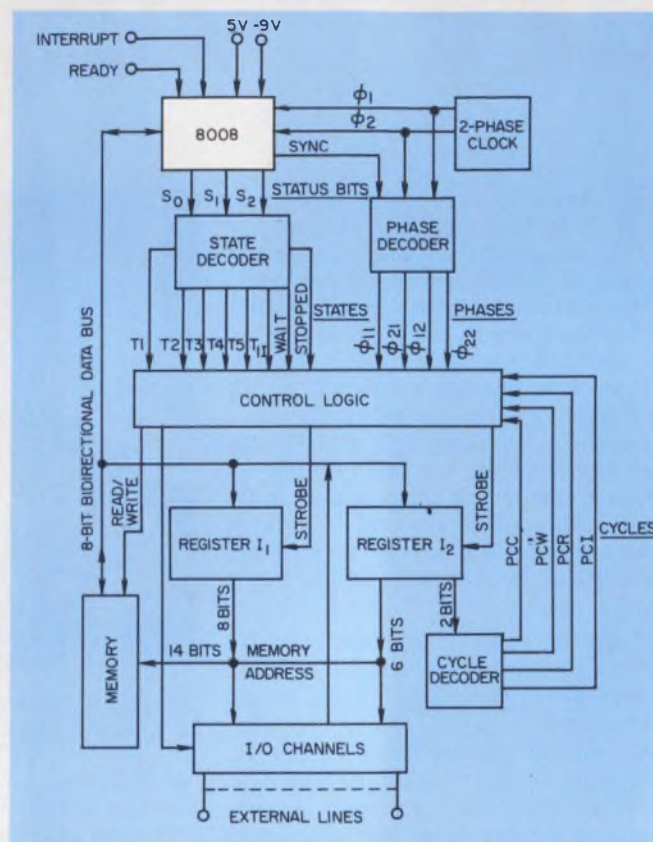 5V -9V
INTERRUPT
READY
8008
ϕ1
ϕ2
2-PHASE
CLOCK
SYNC
S0 S1 S2
STATUS BITS
STATE
DECODER
PHASE
DECODER
T1 T2 T3 T4 T5 T1I WAIT STOPPED
STATES
ϕ11 ϕ21 ϕ12 ϕ22
PHASES
CONTROL LOGIC
8-BIT BIDIRECTIONAL DATA BUS
READ/
WRITE
STROBE
STROBE
REGISTER I1
REGISTER I2
PCC
PCW
PCR
PCI
CYCLES
8 BITS
6 BITS
2 BITS
MEMORY
14 BITS
MEMORY
ADDRESS
CYCLE
DECODER
I/O CHANNELS
EXTERNAL LINES